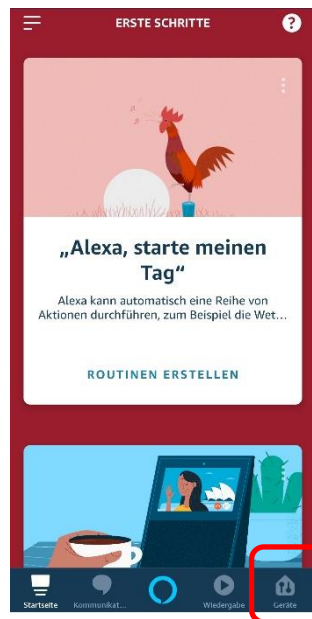 ERSTE SCHRITTE
?
„Alexa, starte meinen
Tag“
Alexa kann automatisch eine Reihe von
Aktionen durchführen, zum Beispiel die Wet...
ROUTINEN ERSTELLEN
Startseite Kommunikat... Wiedergabe Geräte